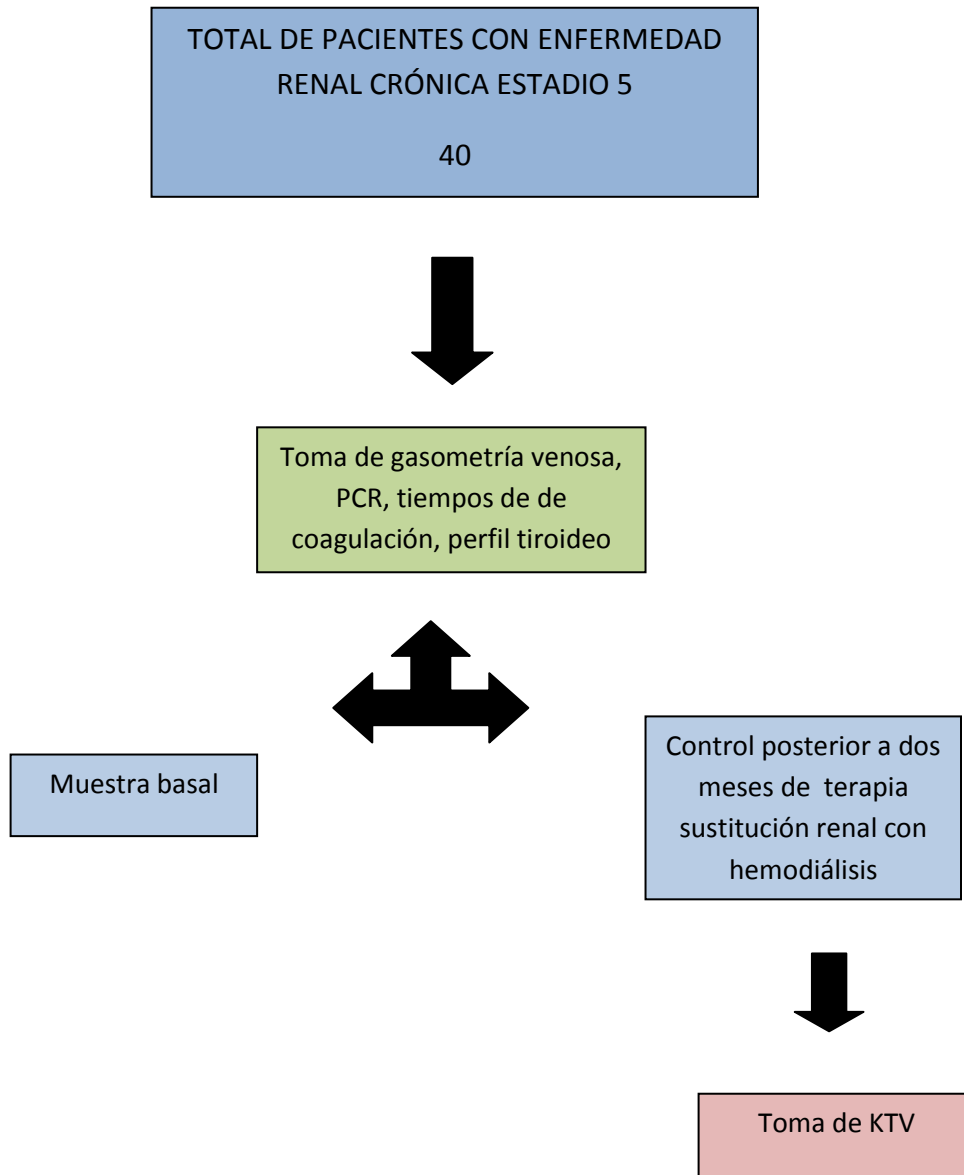 TOTAL DE PACIENTES CON ENFERMEDAD
RENAL CRÓNICA ESTADIO 5
40
Toma de gasometría venosa,
PCR, tiempos de de
coagulación, perfil tiroideo
Muestra basal
Control posterior a dos
meses de terapia
sustitución renal con
hemodiálisis
Toma de KTV